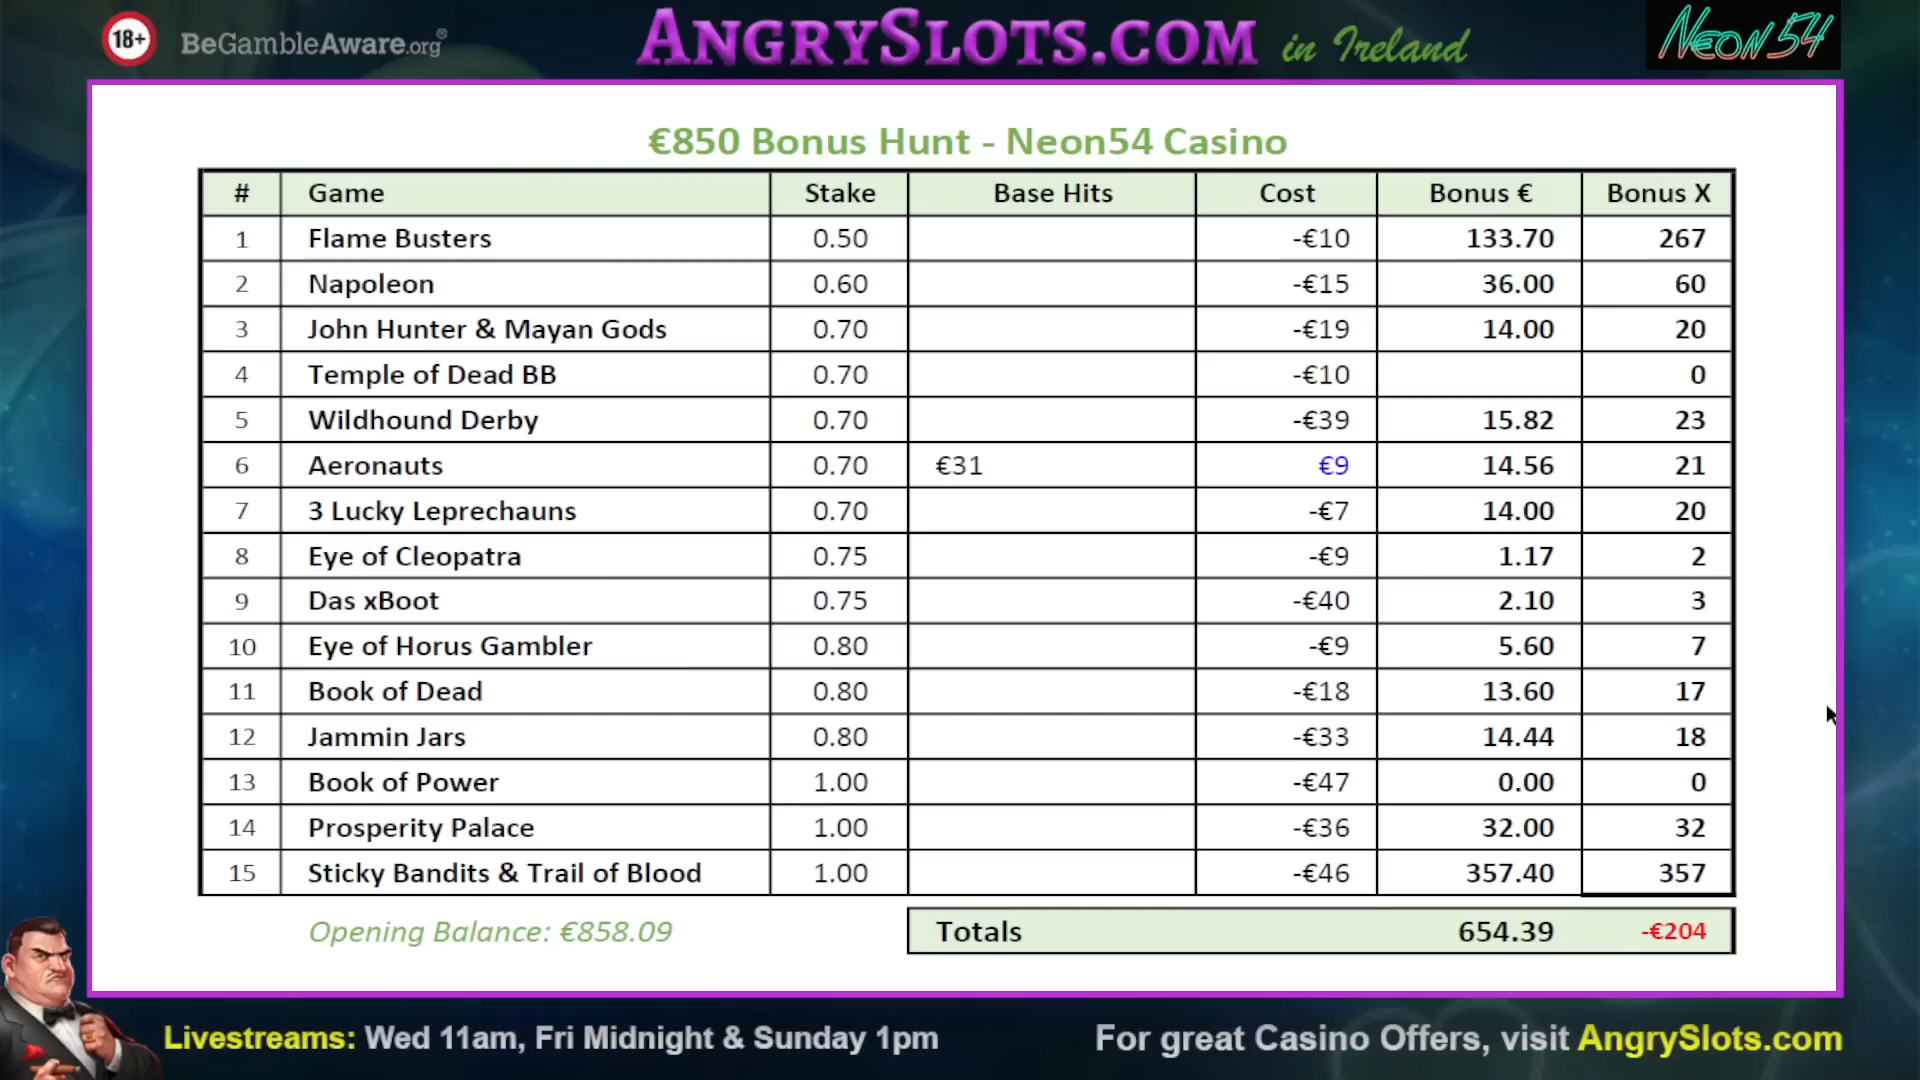 18+ BeGambleAware.org® ANGRYSLOTS.COM in Ireland NEON54
€850 Bonus Hunt - Neon54 Casino
# Game Stake Base Hits Cost Bonus € Bonus X
1 Flame Busters 0.50 -€10 133.70 267
2 Napoleon 0.60 -€15 36.00 60
3 John Hunter & Mayan Gods 0.70 -€19 14.00 20
4 Temple of Dead BB 0.70 -€10 0
5 Wildhound Derby 0.70 -€39 15.82 23
6 Aeronauts 0.70 €31 €9 14.56 21
7 3 Lucky Leprechauns 0.70 -€7 14.00 20
8 Eye of Cleopatra 0.75 -€9 1.17 2
9 Das xBoot 0.75 -€40 2.10 3
10 Eye of Horus Gambler 0.80 -€9 5.60 7
11 Book of Dead 0.80 -€18 13.60 17
12 Jammin Jars 0.80 -€33 14.44 18
13 Book of Power 1.00 -€47 0.00 0
14 Prosperity Palace 1.00 -€36 32.00 32
15 Sticky Bandits & Trail of Blood 1.00 -€46 357.40 357
Opening Balance: €858.09 Totals 654.39 -€204
Livestreams: Wed 11am, Fri Midnight & Sunday 1pm For great Casino Offers, visit AngrySlots.com